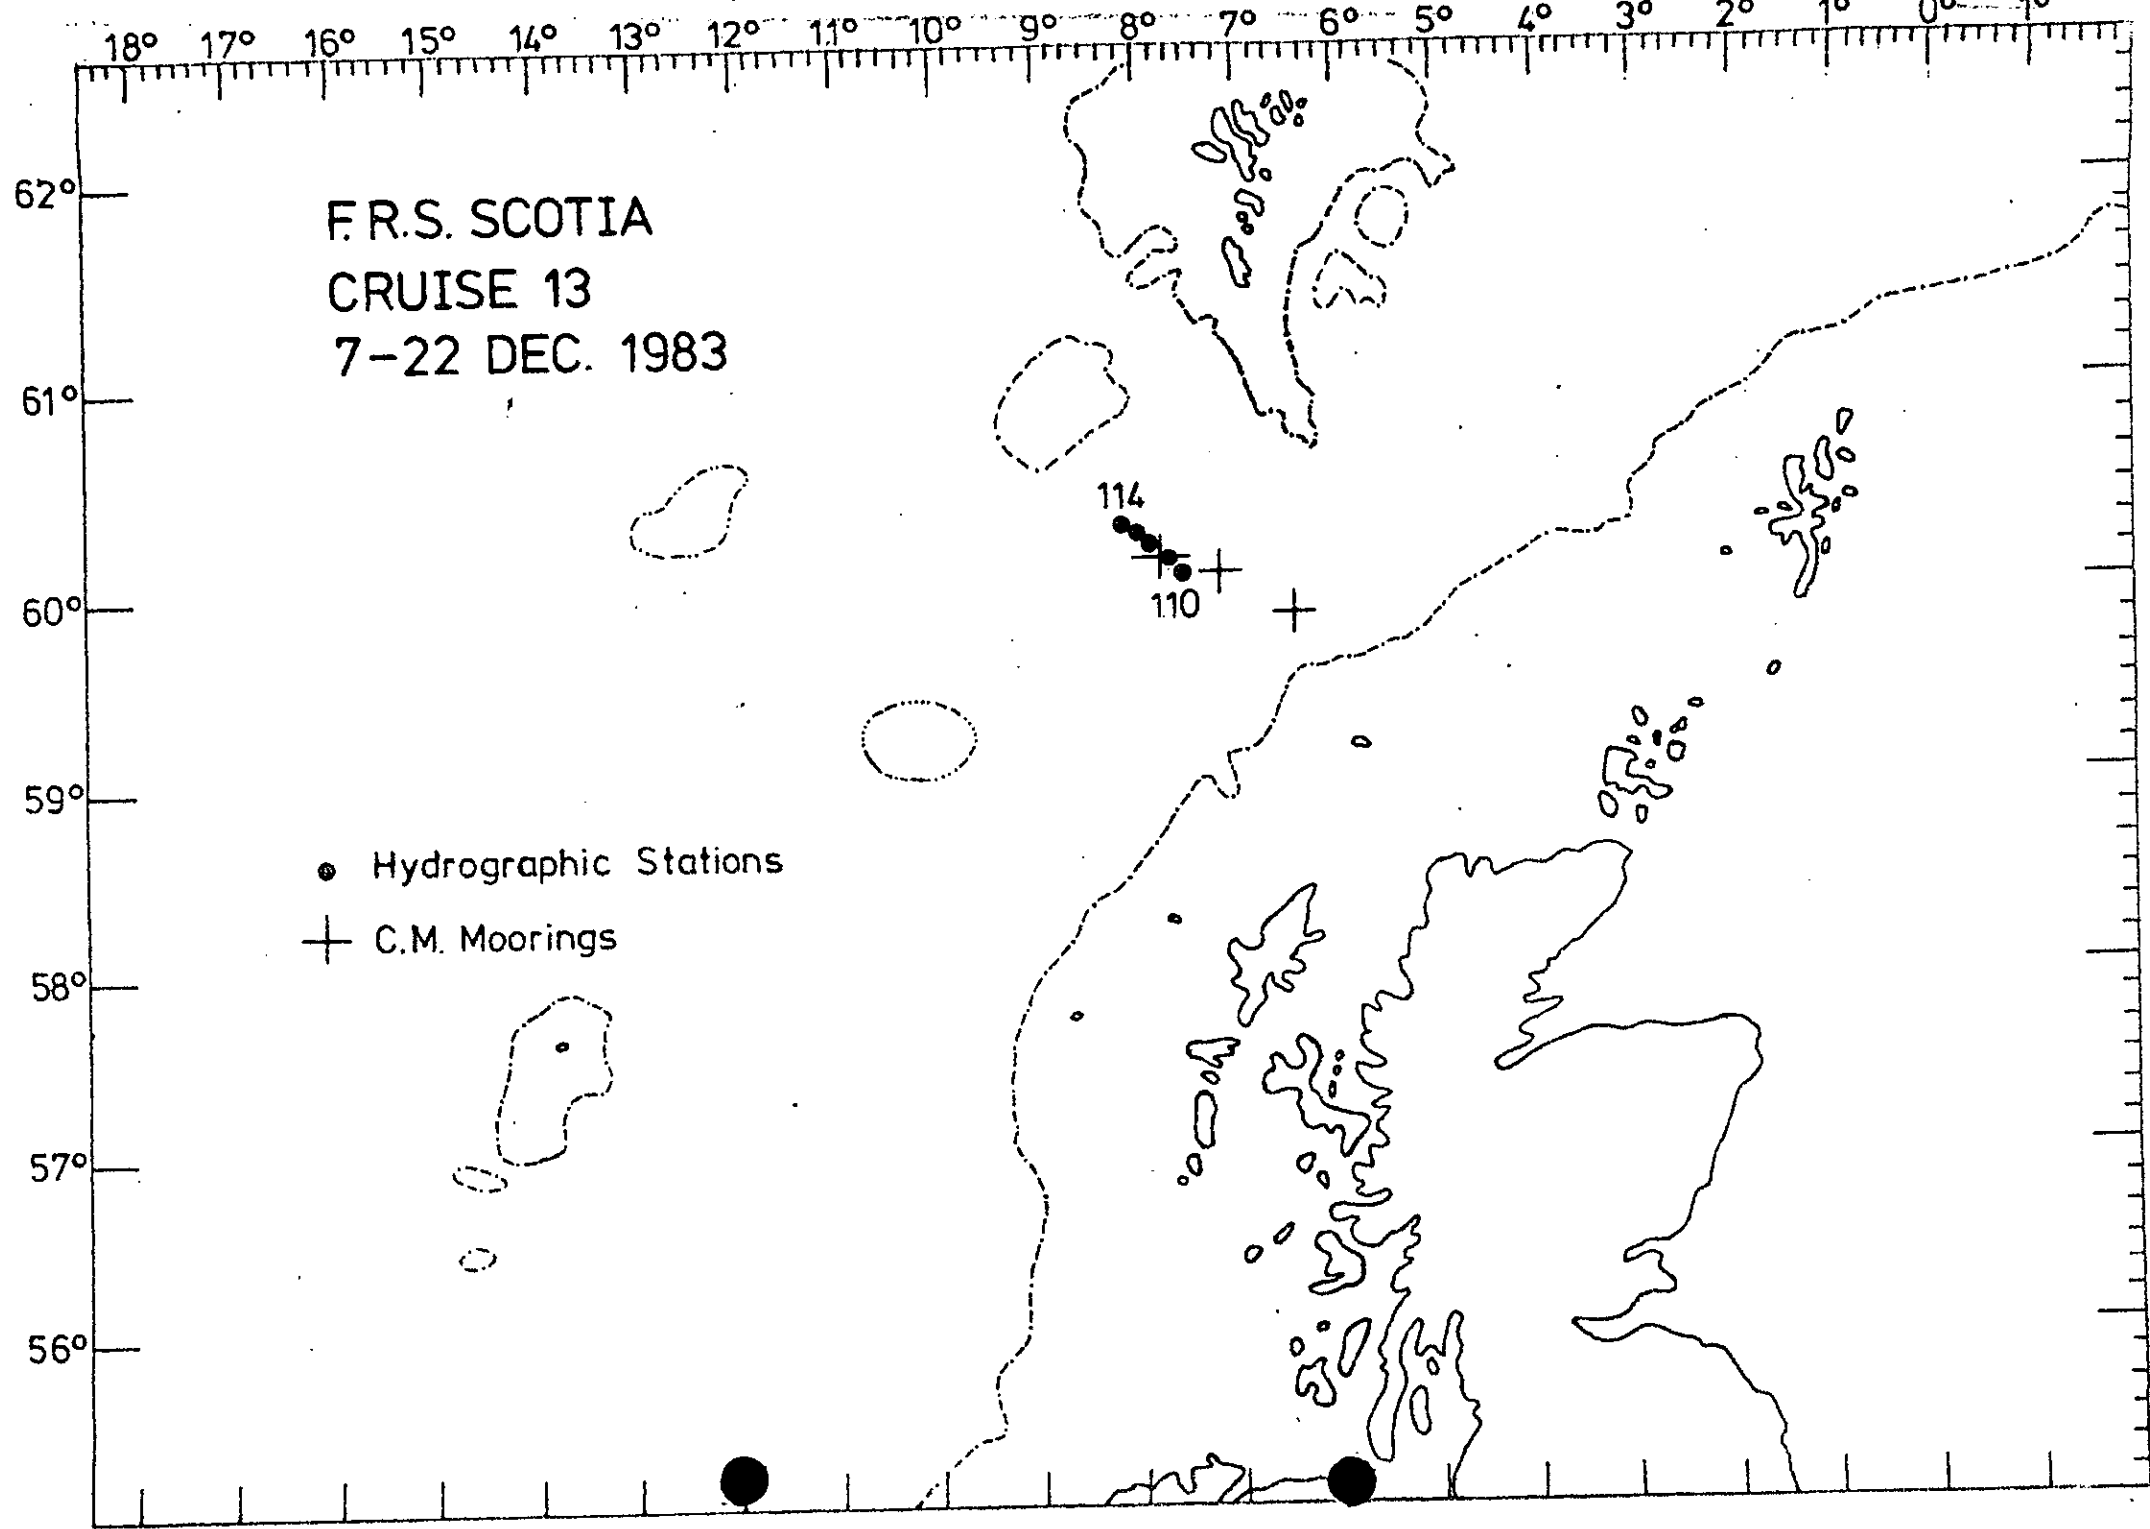 18° 17° 16° 15° 14° 13° 12° 11° 10° 9° 8° 7° 6° 5° 4° 3° 2° 1° 0° 1°
62°
F.R.S. SCOTIA
CRUISE 13
7–22 DEC. 1983
61°
114
110
60°
59°
Hydrographic Stations
C.M. Moorings
58°
57°
56°